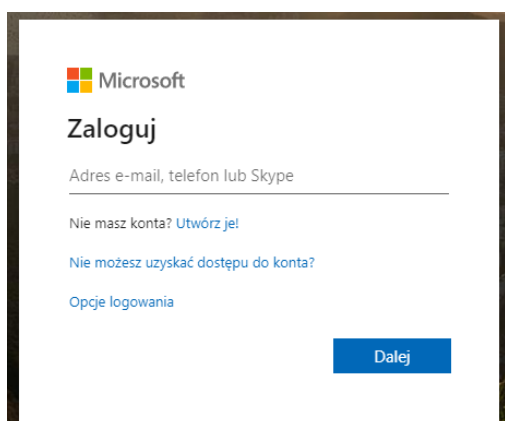 Microsoft
Zaloguj
Adres e-mail, telefon lub Skype
Nie masz konta? Utwórz je!
Nie możesz uzyskać dostępu do konta?
Opcje logowania
Dalej